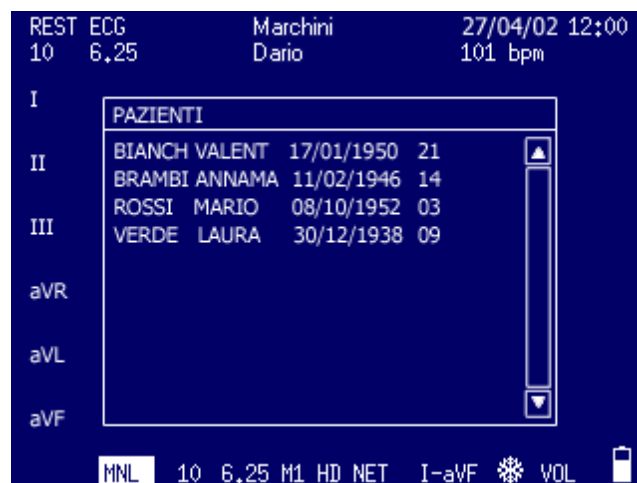 REST ECG Marchini 27/04/02 12:00
10 6.25 Dario 101 bpm
I
PAZIENTI
BIANCH VALENT 17/01/1950 21
II
BRAMBI ANNAMA 11/02/1946 14
ROSSI MARIO 08/10/1952 03
III
VERDE LAURA 30/12/1938 09
aVR
aVL
aVF
MNL 10 6.25 M1 HD NET I-aVF VOL